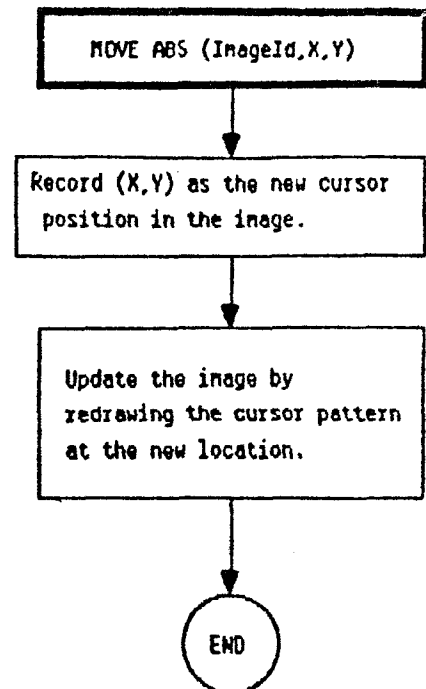 MOVE ABS (ImageId,X,Y)
Record (X,Y) as the new cursor
position in the image.
Update the image by
redrawing the cursor pattern
at the new location.
END